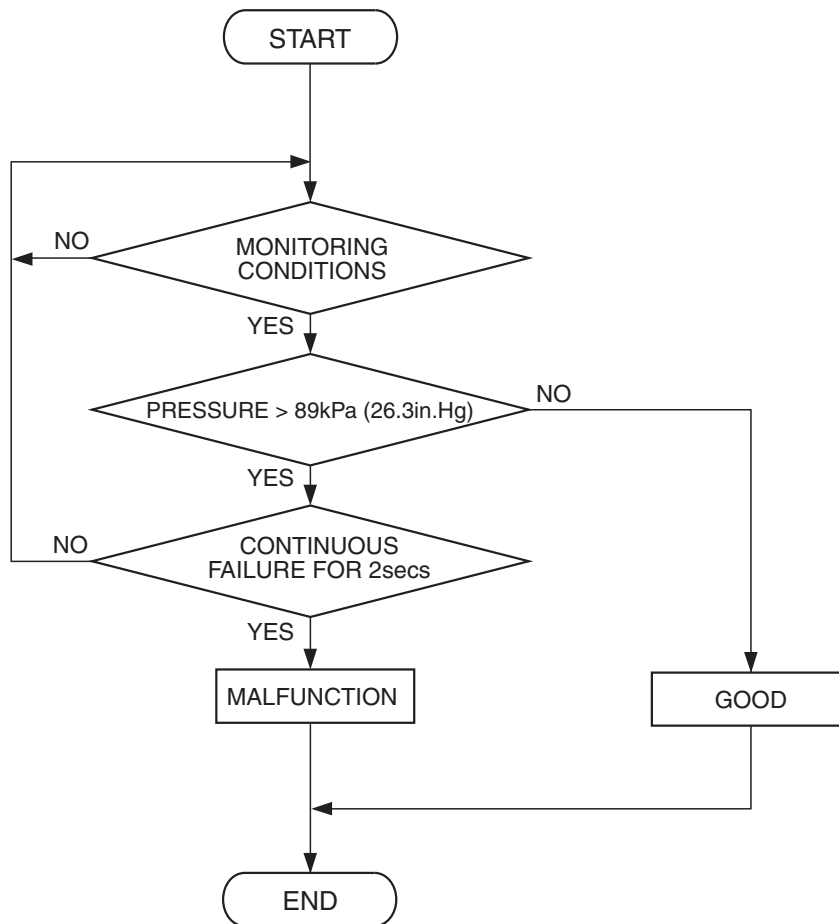 START
NO
MONITORING
CONDITIONS
YES
PRESSURE > 89kPa (26.3in.Hg)
NO
YES
NO
CONTINUOUS
FAILURE FOR 2secs
YES
MALFUNCTION
GOOD
END